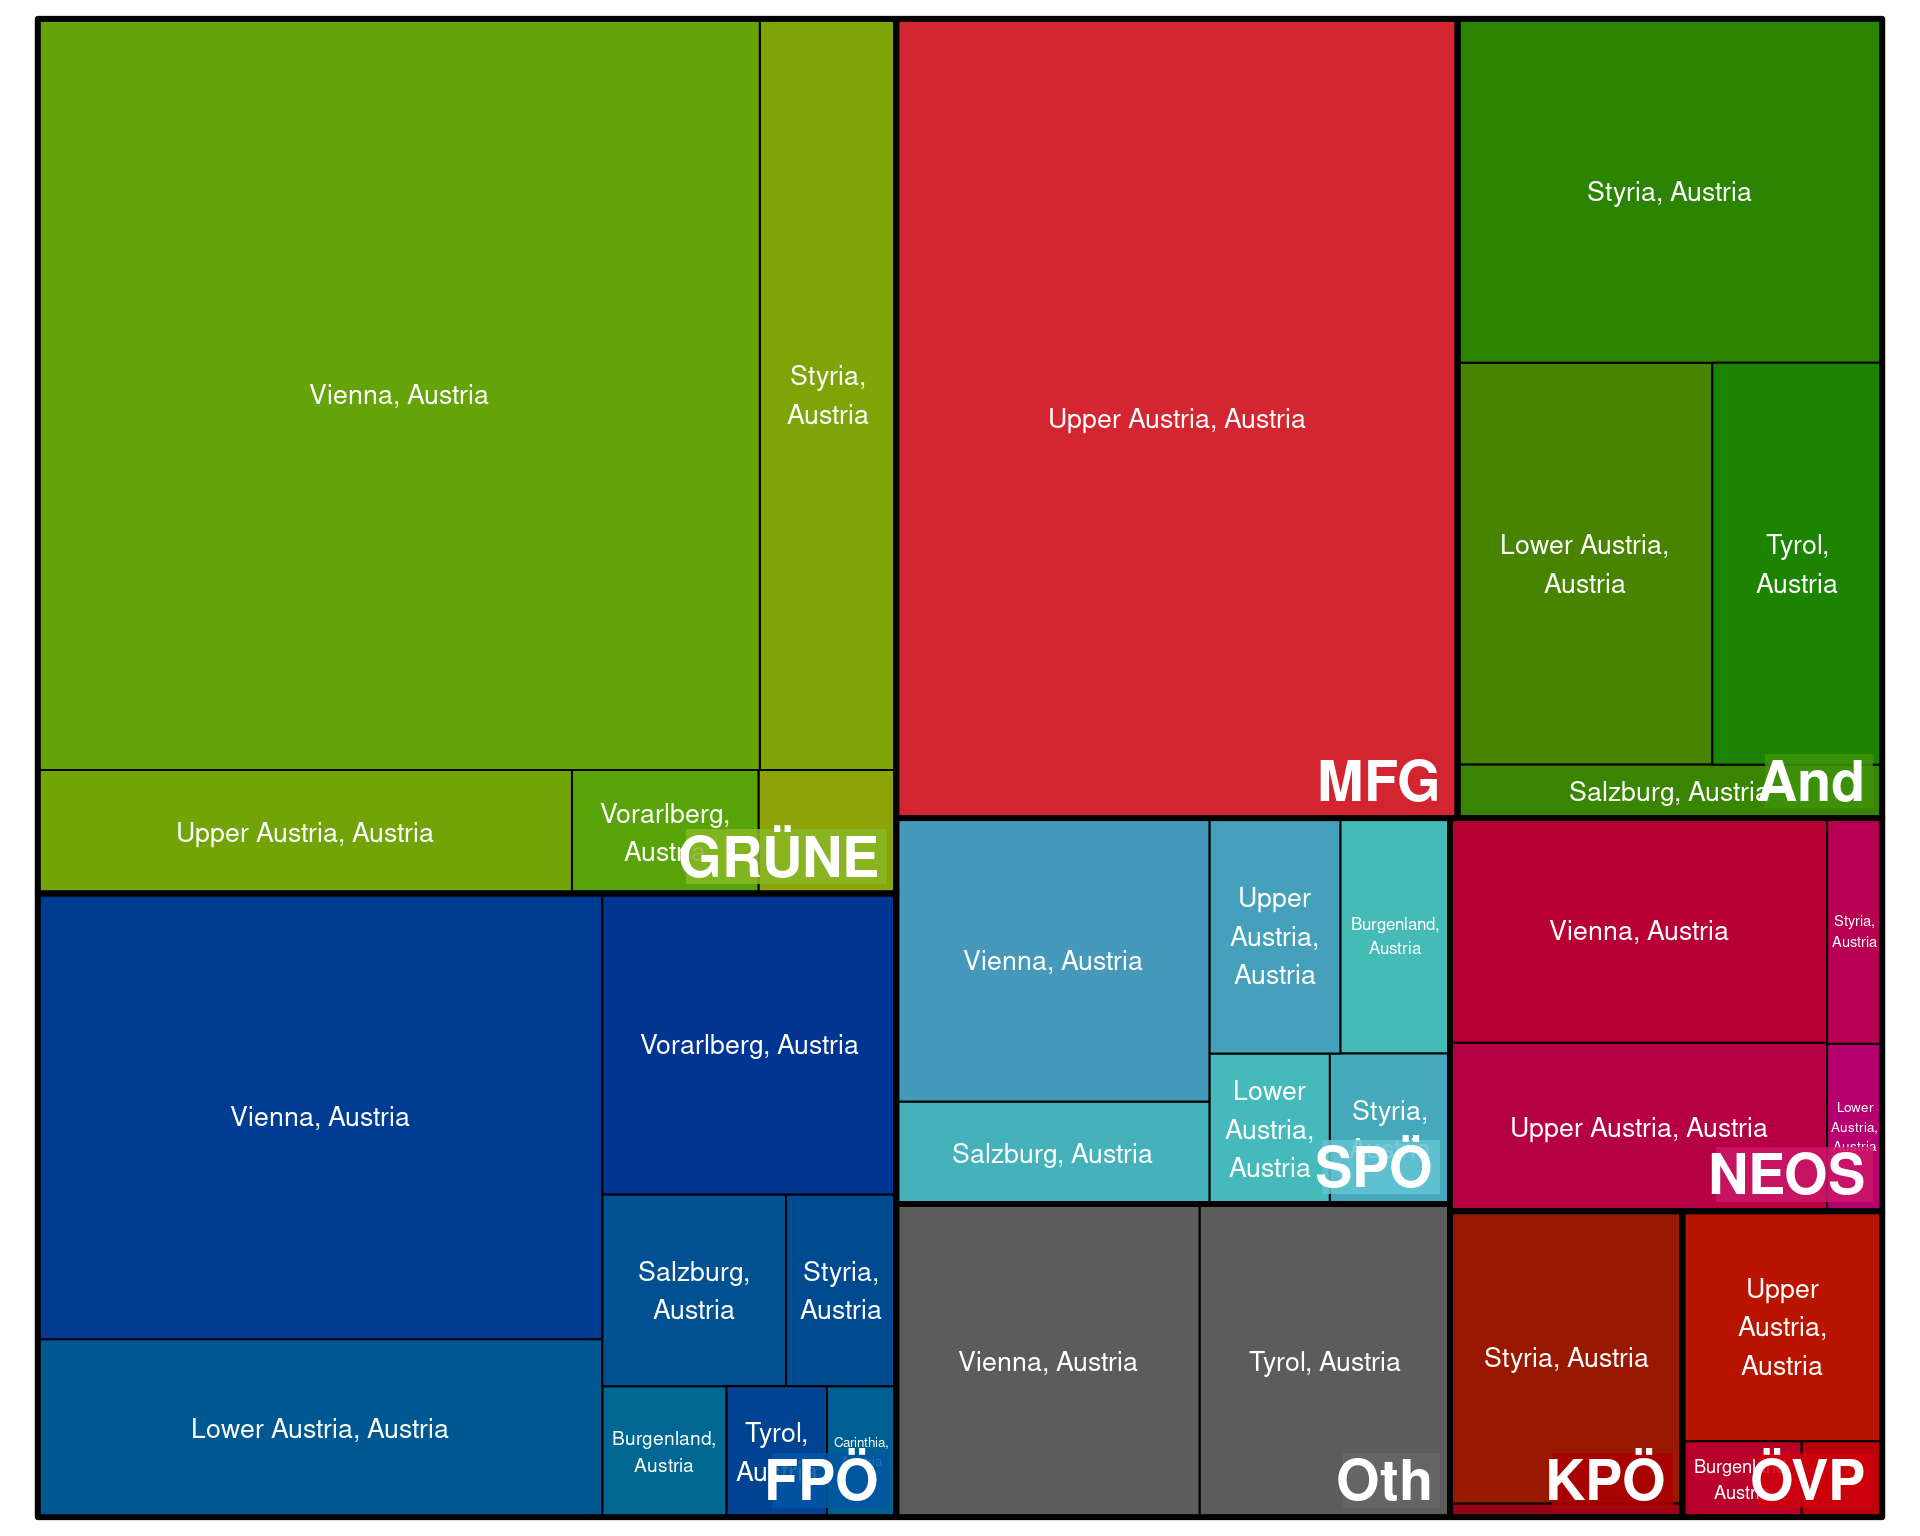 Vienna, Austria
Styria,
Austria
Upper Austria, Austria
Vorarlberg,
Austria
GRÜNE
Upper Austria, Austria
MFG
Styria, Austria
Lower Austria,
Austria
Tyrol,
Austria
Salzburg, Austria
And
Vienna, Austria
Vorarlberg, Austria
Salzburg,
Austria
Styria,
Austria
Lower Austria, Austria
Burgenland,
Austria
Tyrol,
Carinthia,
FPÖ
Vienna, Austria
Upper
Austria,
Austria
Burgenland,
Austria
Salzburg, Austria
Lower
Austria,
Austria
Styria,
SPÖ
Vienna, Austria
Styria,
Austria
Upper Austria, Austria
Lower
Austria,
Austria
NEOS
Vienna, Austria
Tyrol, Austria
Oth
Styria, Austria
KPÖ
Upper
Austria,
Austria
ÖVP